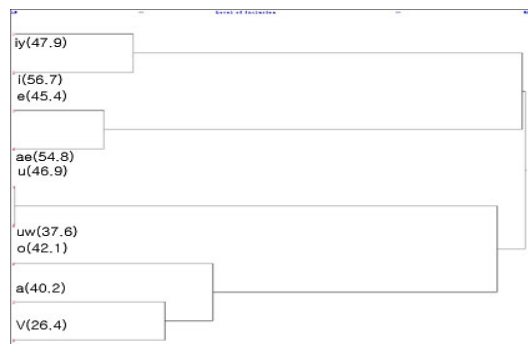 iy(47.9)
i(56.7)
e(45.4)
ae(54.8)
u(46.9)
uw(37.6)
o(42.1)
a(40.2)
V(26.4)